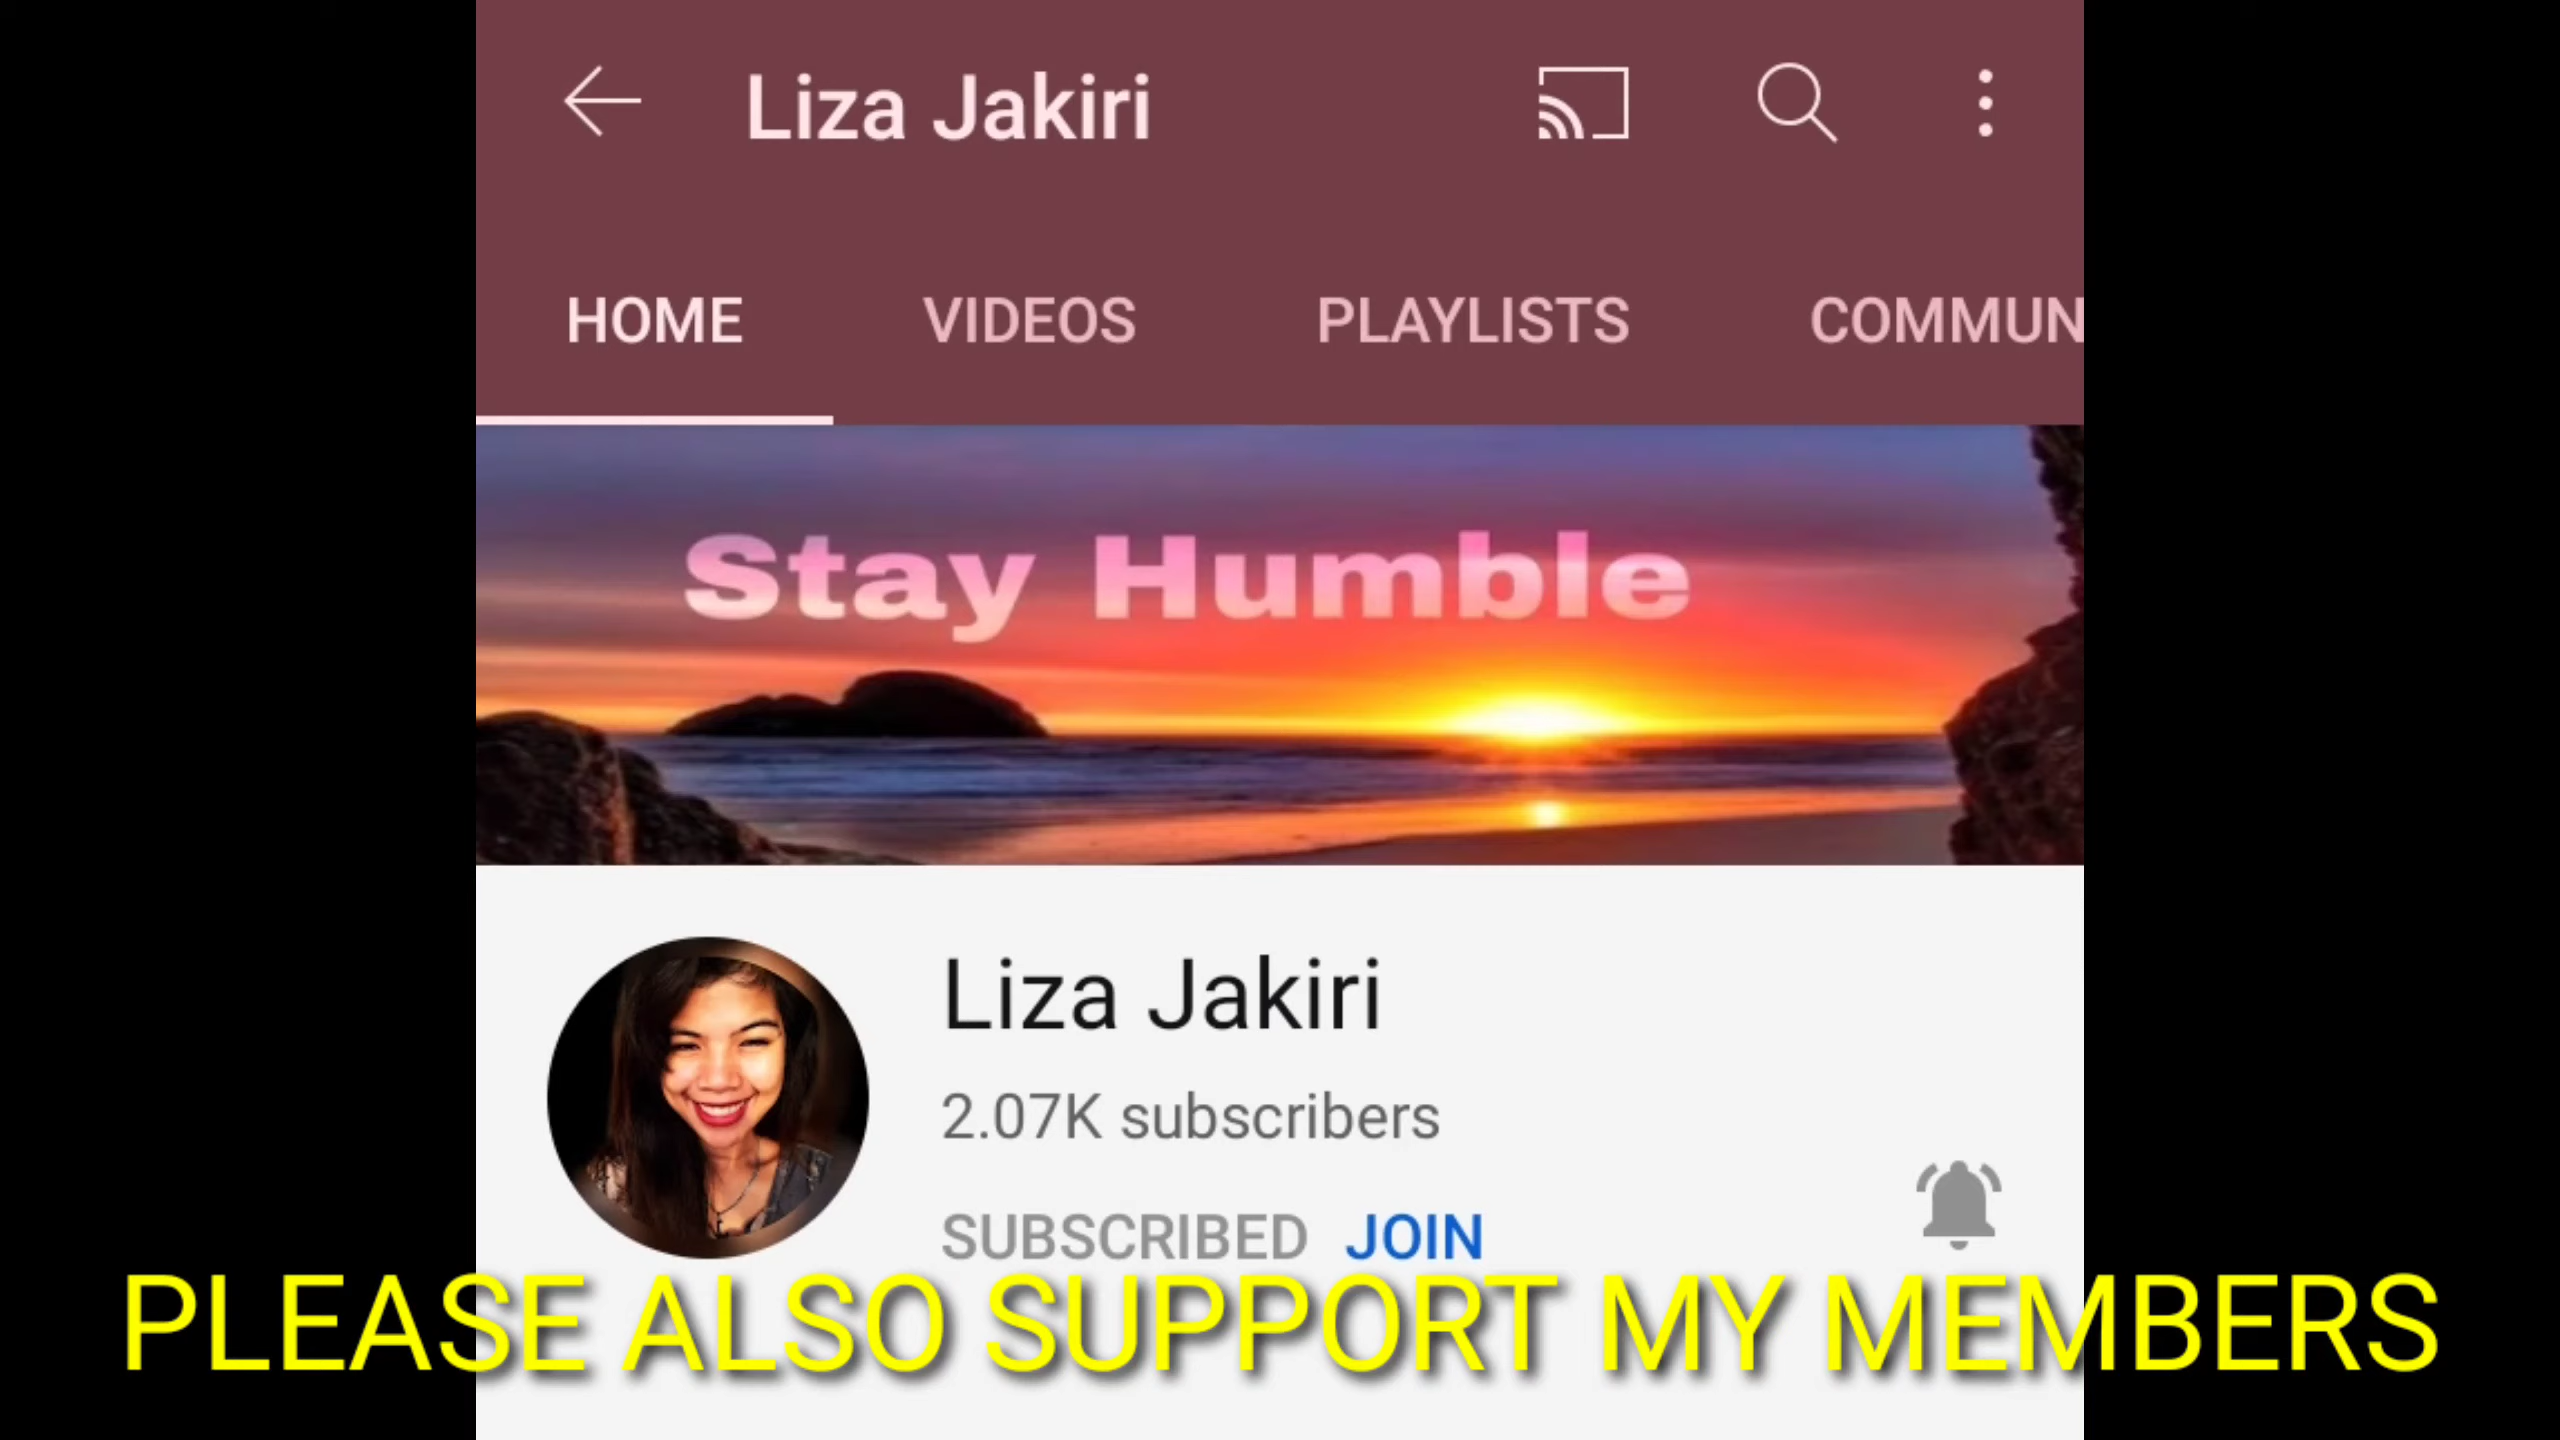 Liza Jakiri
HOME VIDEOS PLAYLISTS COMMUN
Stay Humble
Liza Jakiri
2.07K subscribers
SUBSCRIBED JOIN
PLEASE ALSO SUPPORT MY MEMBERS